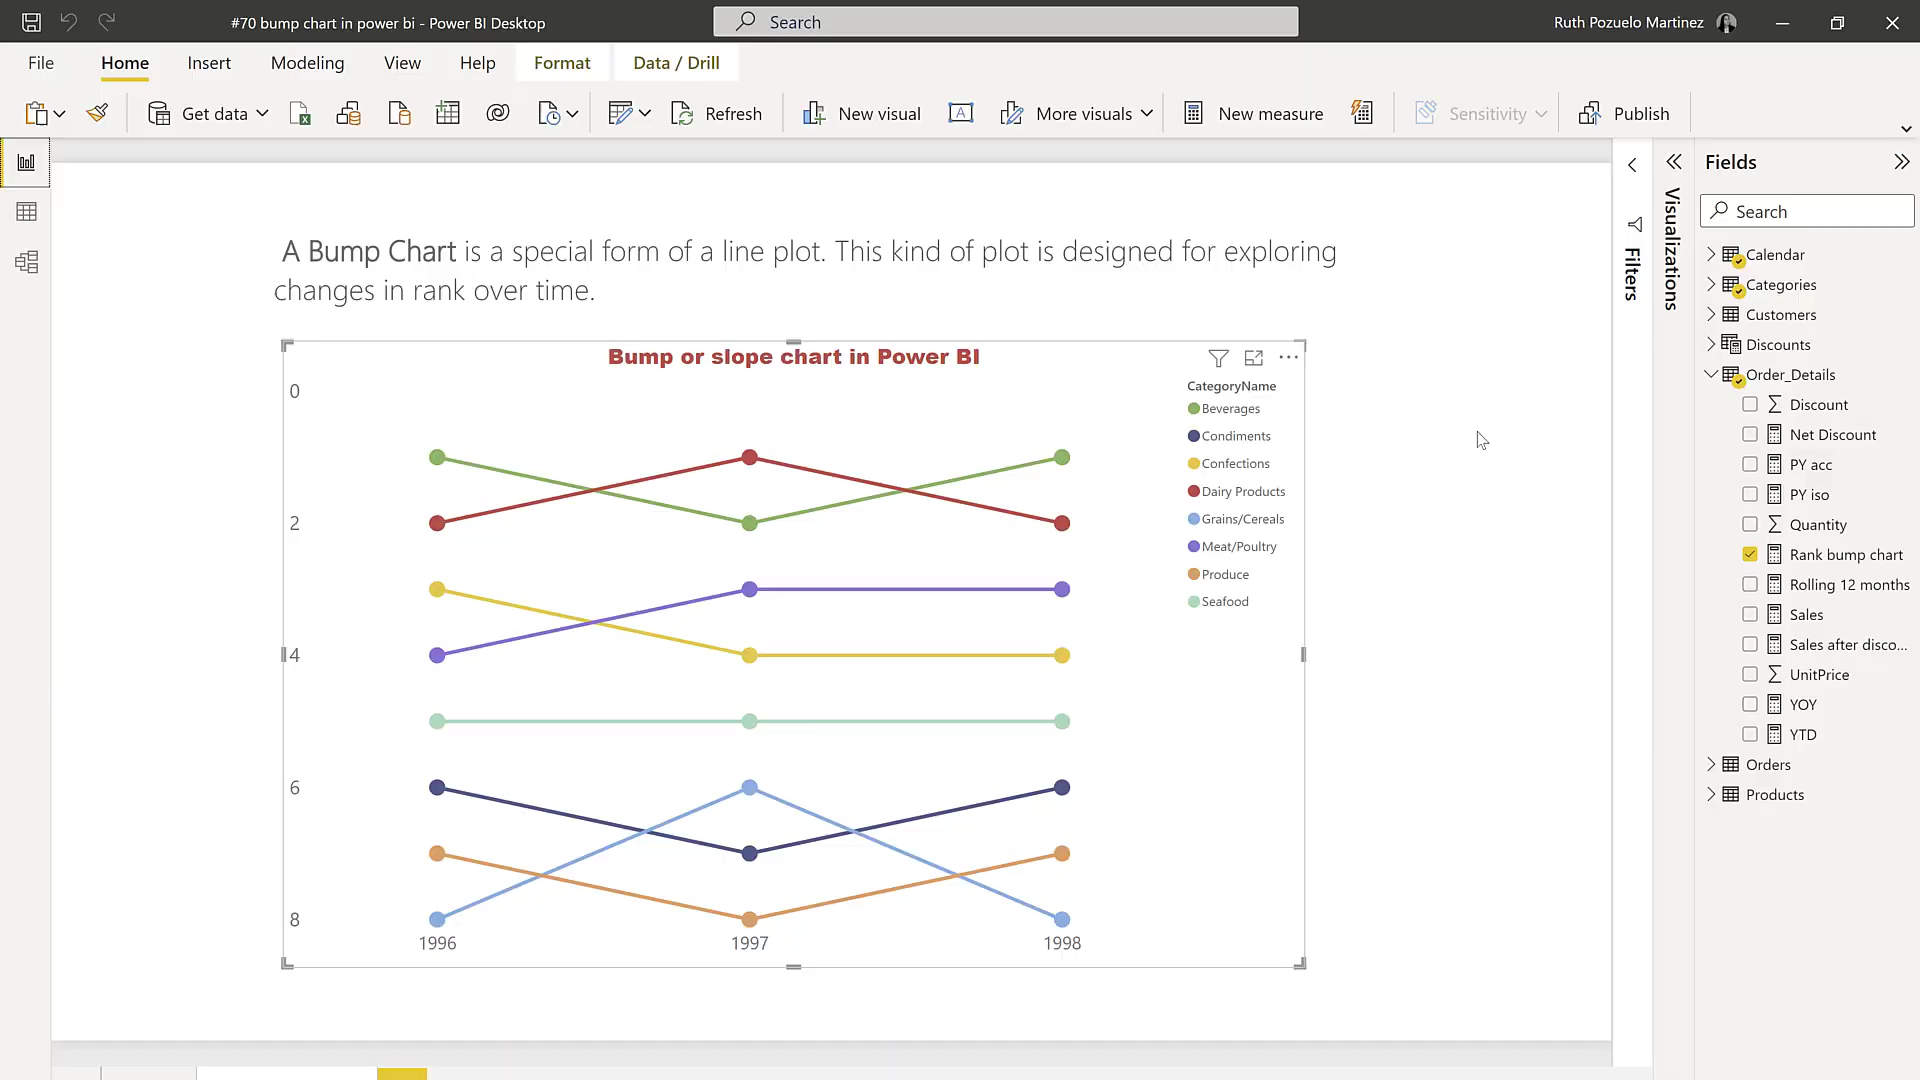 #70 bump chart in power bi - Power BI Desktop
Search
Ruth Pozuelo Martinez
File Home Insert Modeling View Help Format Data / Drill
Get data Refresh New visual A More visuals New measure Sensitivity Publish
A Bump Chart is a special form of a line plot. This kind of plot is designed for exploring
changes in rank over time.
Bump or slope chart in Power BI
0
2
4
6
8
1996 1997 1998
CategoryName
Beverages
Condiments
Confections
Dairy Products
Grains/Cereals
Meat/Poultry
Produce
Seafood
Filters
Visualizations
Fields
Search
Calendar
Categories
Customers
Discounts
Order_Details
Discount
Net Discount
PY acc
PY iso
Quantity
Rank bump chart
Rolling 12 months
Sales
Sales after disco...
UnitPrice
YOY
YTD
Orders
Products